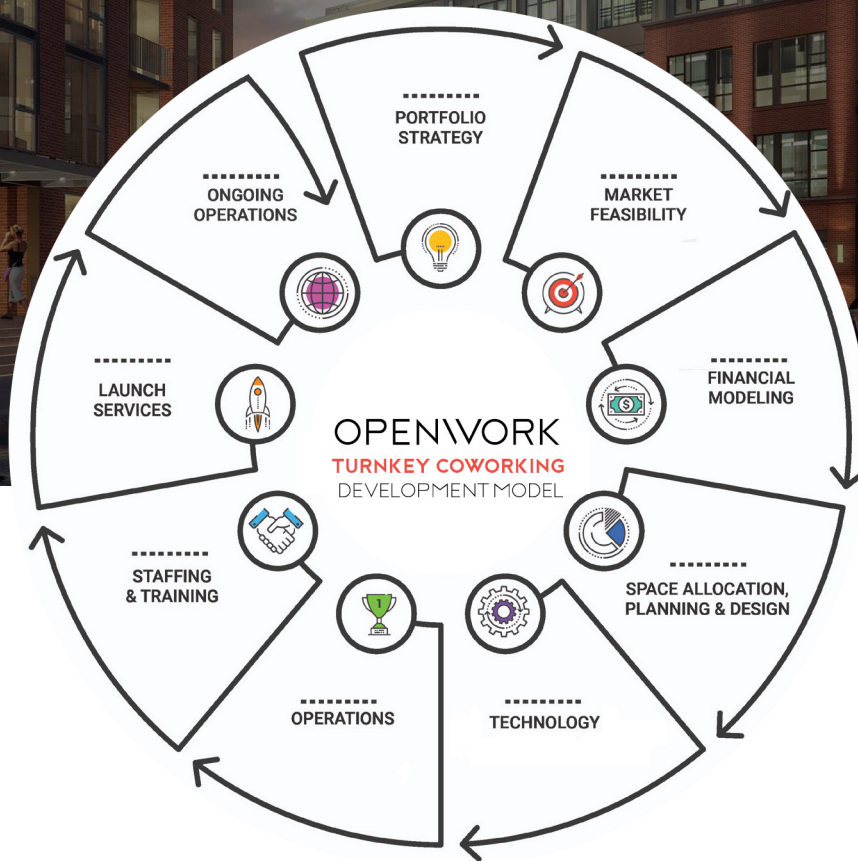 PORTFOLIO
STRATEGY
MARKET
FEASIBILITY
FINANCIAL
MODELING
SPACE ALLOCATION,
PLANNING & DESIGN
TECHNOLOGY
OPERATIONS
STAFFING
& TRAINING
LAUNCH
SERVICES
ONGOING
OPERATIONS
OPENWORK
TURNKEY COWORKING
DEVELOPMENT MODEL
$
1